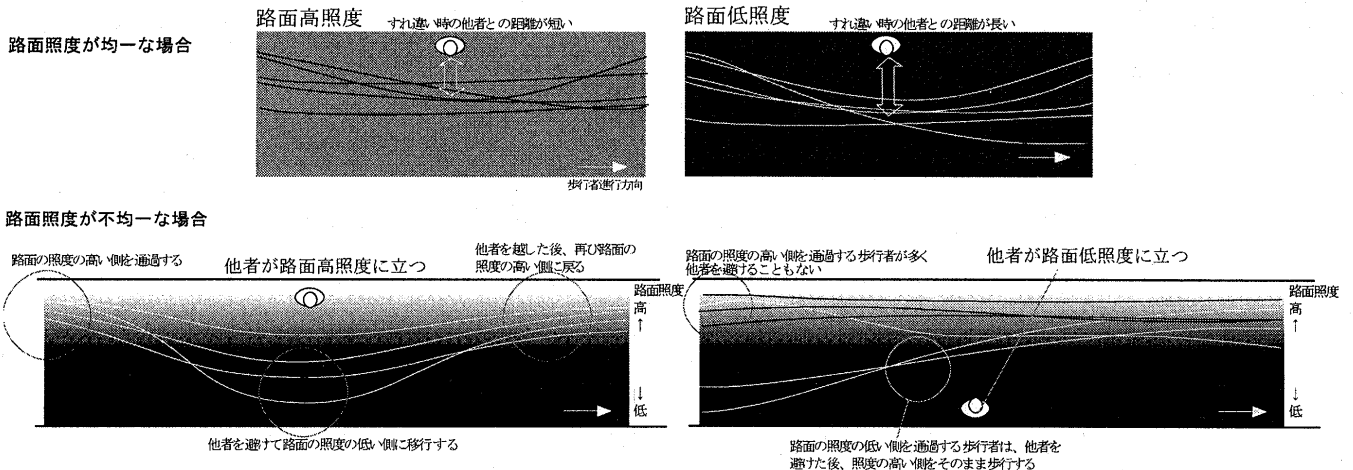 路面高照度
すれ違い時の他者との距離が短い
路面低照度
すれ違い時の他者との距離が長い
路面照度が均一な場合
歩行者進行方向
路面照度が不均一な場合
路面の照度の高い側を通過する
他者が路面高照度に立つ
他者を越した後、再び路面の
照度の高い側に戻る
路面照度
高
↑
↓
低
他者を避けて路面の照度の低い側に移行する
路面の照度の高い側を通過する歩行者が多く
他者を避けることもない
他者が路面低照度に立つ
路面照度
高
↑
↓
低
路面の照度の低い側を通過する歩行者は、他者を
避けた後、照度の高い側をそのまま歩行する